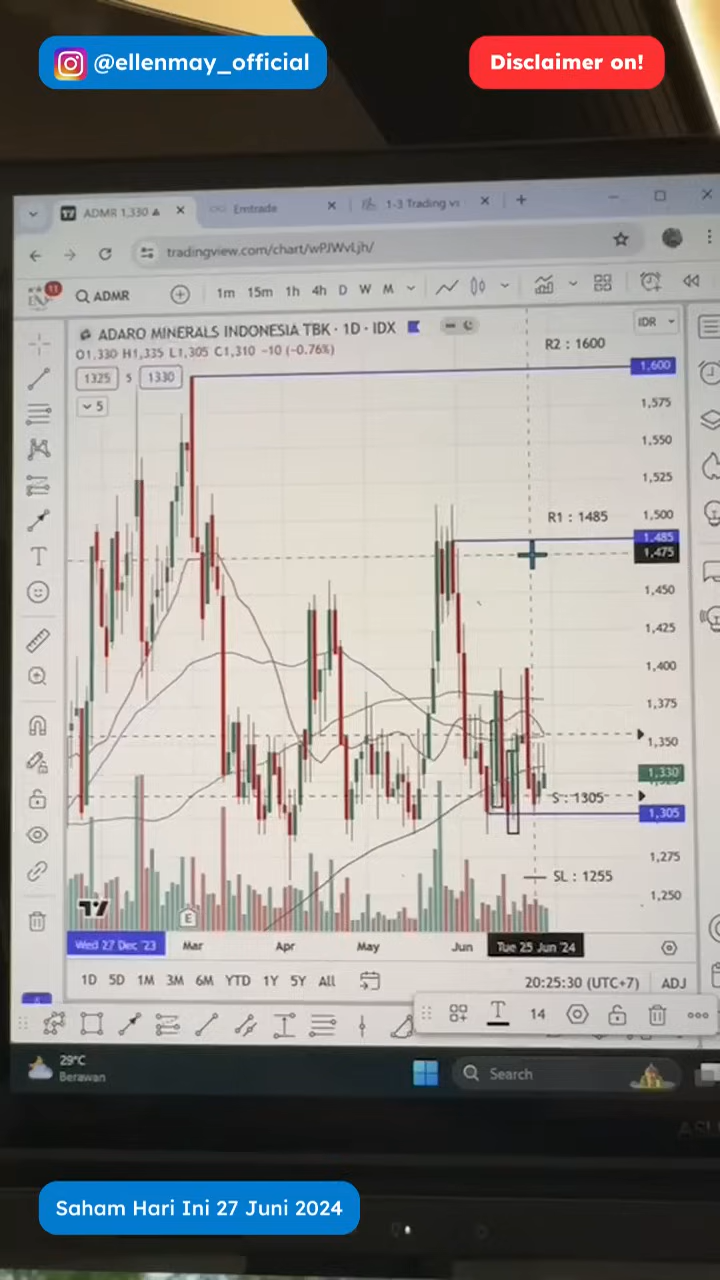 @ellenmay_official
Disclaimer on!
ADMR 1,330
Emtrade
1-3 Trading vs
tradingview.com/chart/wPJWvLjh/
11
ADMR
1m 15m 1h 4h D W M
ADARO MINERALS INDONESIA TBK · 1D · IDX
IDR
O1,330 H1,335 L1,305 C1,310 −10 (−0.76%)
R2 : 1600
1325 5 1330
1,600
5
1,575
1,550
1,525
R1 : 1485
1,500
1,485
1,475
1,450
1,425
1,400
1,375
1,350
1,330
S : 1305
1,305
1,275
SL : 1255
1,250
E
Wed 27 Dec '23 Mar Apr May Jun Tue 25 Jun '24
1D 5D 1M 3M 6M YTD 1Y 5Y All
20:25:30 (UTC+7) ADJ
T 14
29°C
Berawan
Search
Saham Hari Ini 27 Juni 2024